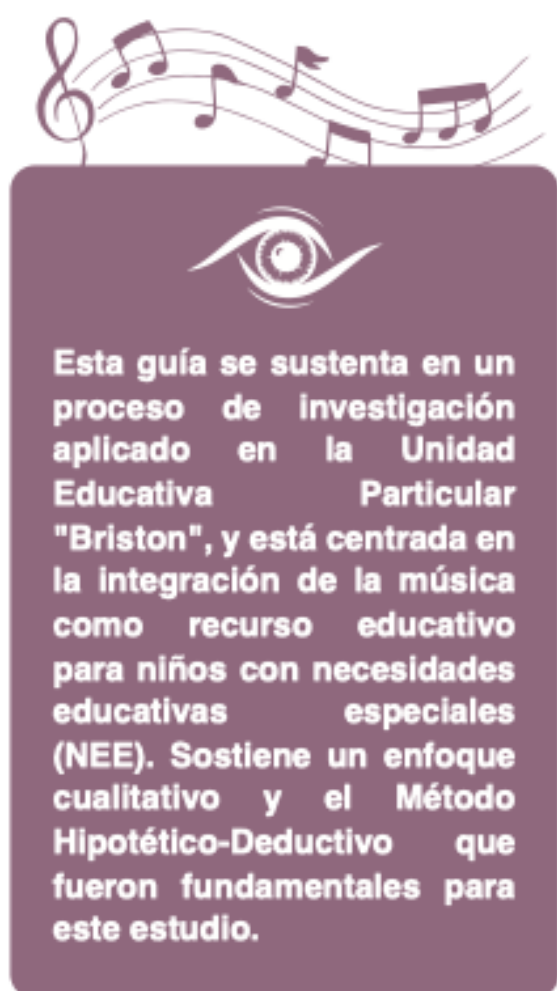 Esta guía se sustenta en un
proceso de investigación
aplicado en la Unidad
Educativa Particular
"Briston", y está centrada en
la integración de la música
como recurso educativo
para niños con necesidades
educativas especiales
(NEE). Sostiene un enfoque
cualitativo y el Método
Hipotético-Deductivo que
fueron fundamentales para
este estudio.